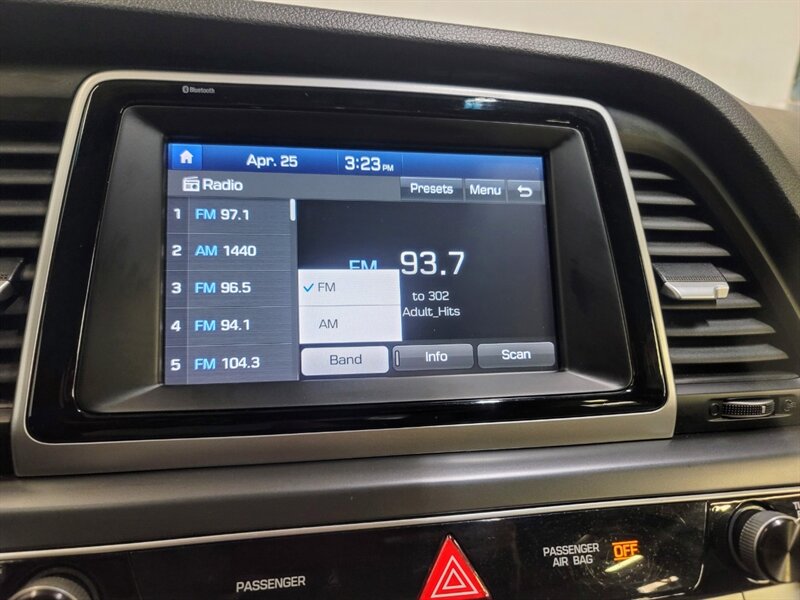 Bluetooth
Apr. 25 3:23 PM
Radio Presets Menu
1 FM 97.1
2 AM 1440
3 FM 96.5
4 FM 94.1
5 FM 104.3
FM 93.7
to 302
Adult_Hits
FM
AM
Band Info Scan
PASSENGER
PASSENGER
AIR BAG OFF